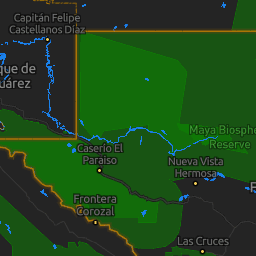 Capitán Felipe
Castellanos Díaz
que de
uárez
Maya Biosph
Reserve
Caserío El
Paraíso
Nueva Vista
Hermosa
Frontera
Corozal
Las Cruces